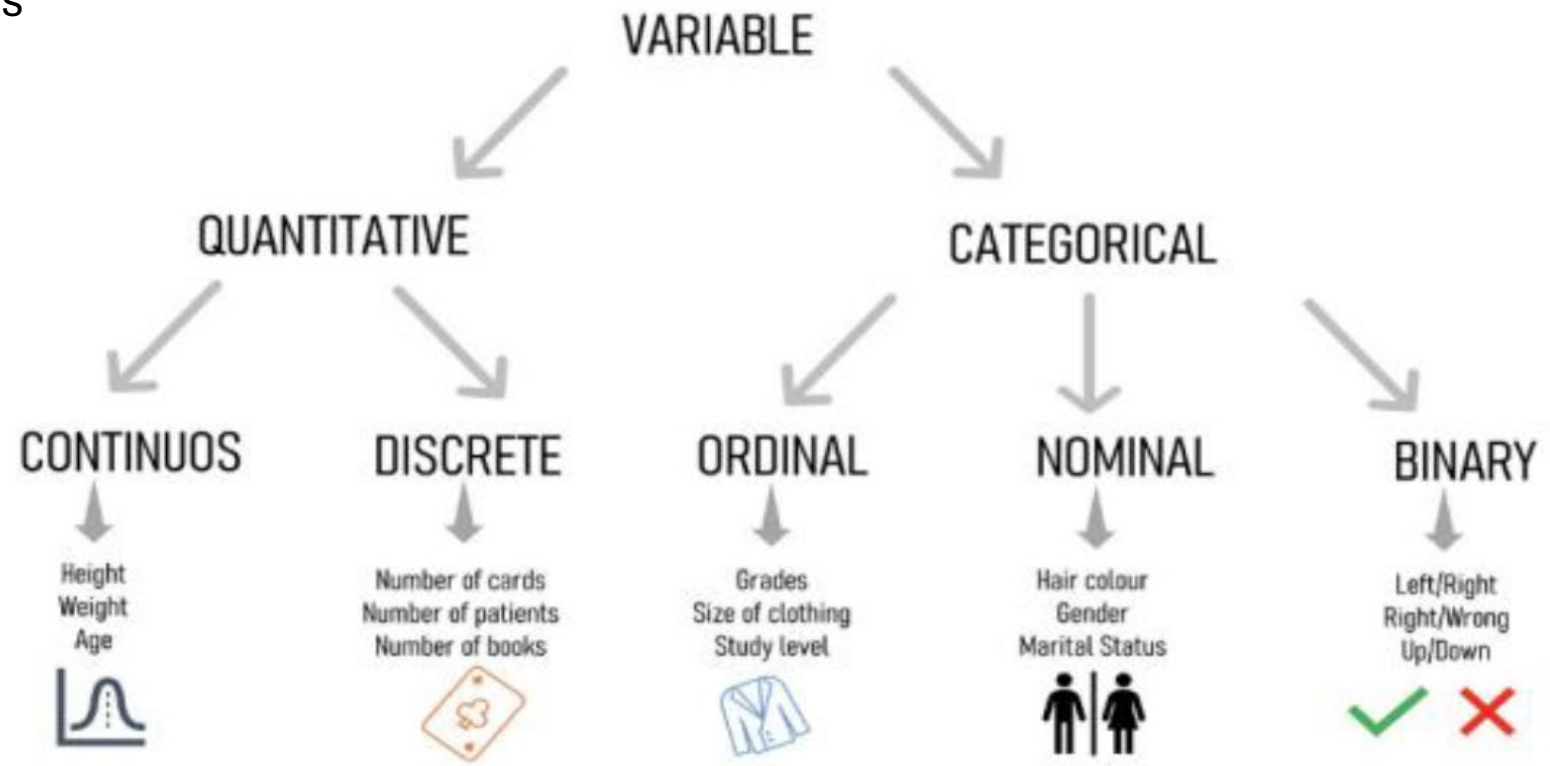 s
VARIABLE
QUANTITATIVE
CATEGORICAL
CONTINUOS
DISCRETE
ORDINAL
NOMINAL
BINARY
Height
Weight
Age
Number of cards
Number of patients
Number of books
Grades
Size of clothing
Study level
Hair colour
Gender
Marital Status
Left/Right
Right/Wrong
Up/Down